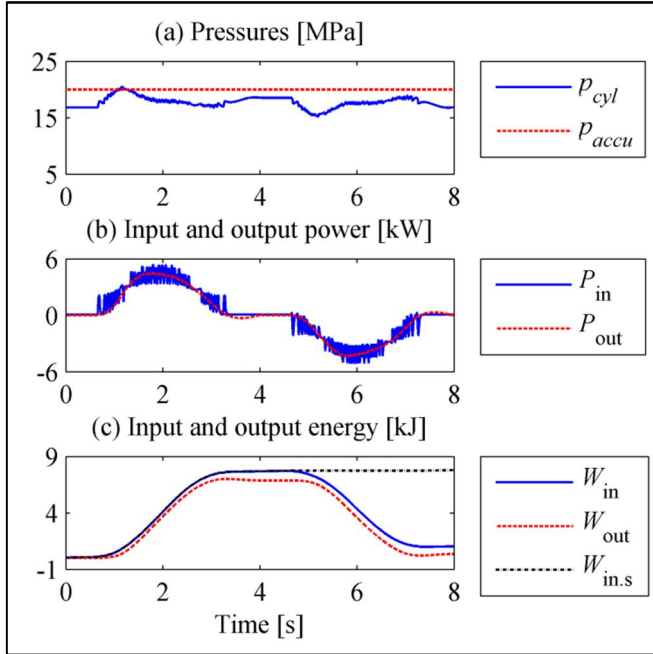 (a) Pressures [MPa]
25
15
5
0 2 4 6 8
p_cyl
p_accu
(b) Input and output power [kW]
6
0
-6
0 2 4 6 8
P_in
P_out
(c) Input and output energy [kJ]
9
4
-1
0 2 4 6 8
Time [s]
W_in
W_out
W_in.s